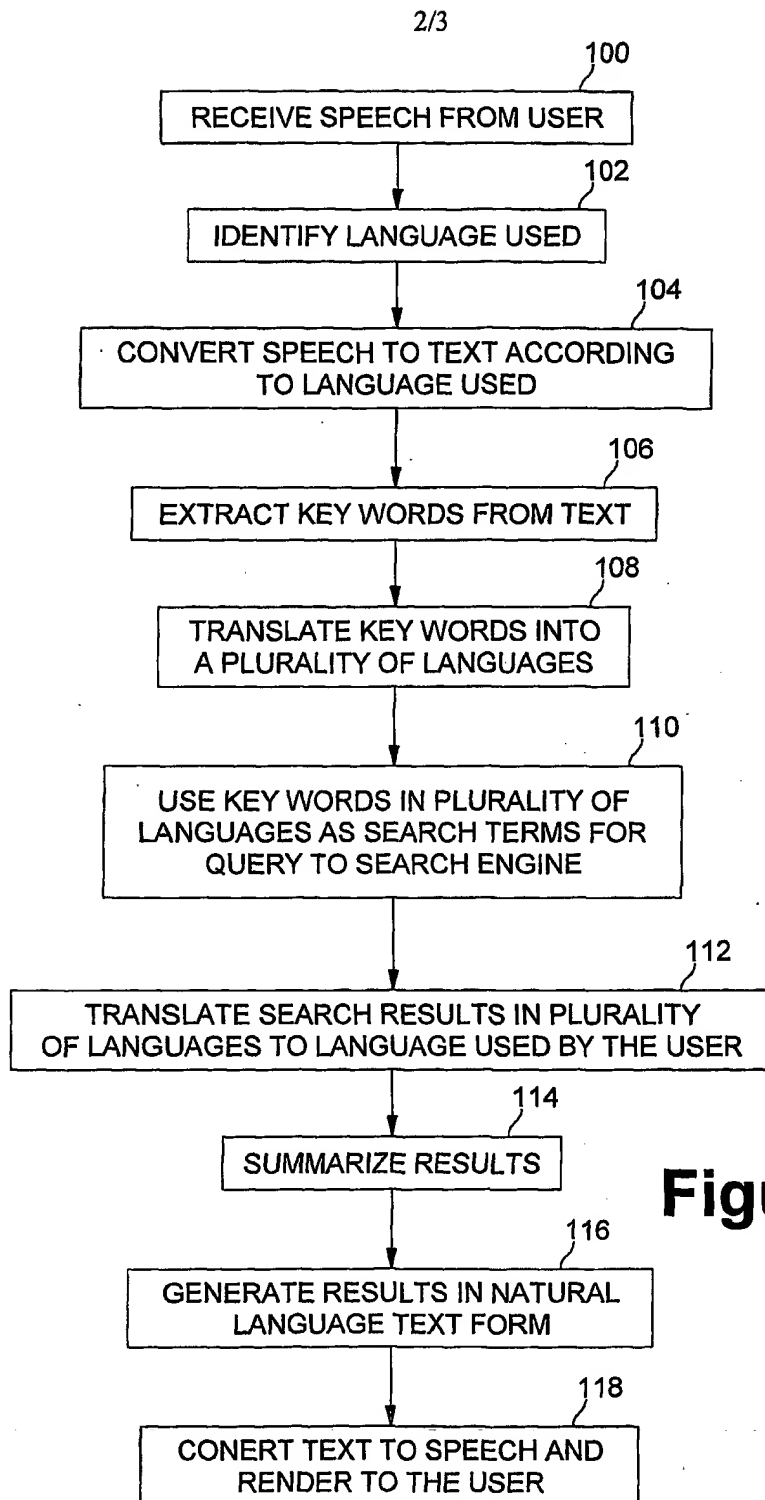 2/3
100
RECEIVE SPEECH FROM USER
102
IDENTIFY LANGUAGE USED
104
CONVERT SPEECH TO TEXT ACCORDING
TO LANGUAGE USED
106
EXTRACT KEY WORDS FROM TEXT
108
TRANSLATE KEY WORDS INTO
A PLURALITY OF LANGUAGES
110
USE KEY WORDS IN PLURALITY OF
LANGUAGES AS SEARCH TERMS FOR
QUERY TO SEARCH ENGINE
112
TRANSLATE SEARCH RESULTS IN PLURALITY
OF LANGUAGES TO LANGUAGE USED BY THE USER
114
SUMMARIZE RESULTS
Figu
116
GENERATE RESULTS IN NATURAL
LANGUAGE TEXT FORM
118
CONERT TEXT TO SPEECH AND
RENDER TO THE USER